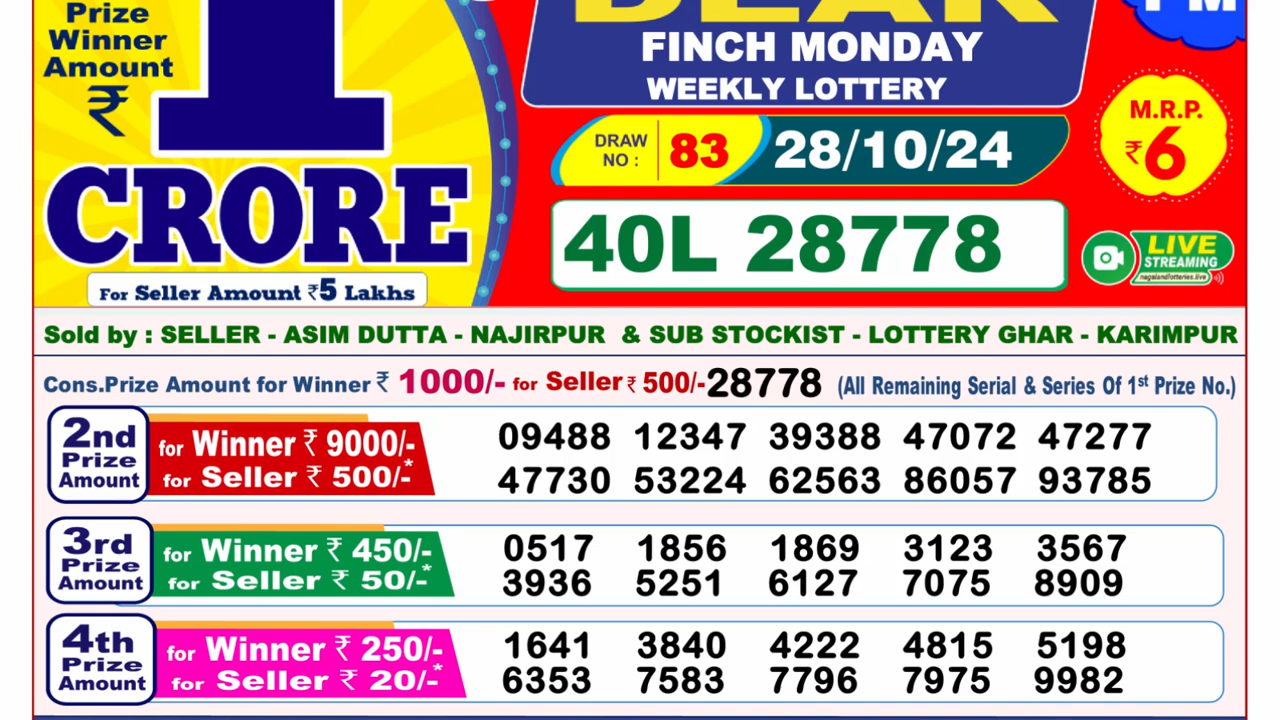 Prize
Winner
Amount
₹
1
CRORE
For Seller Amount ₹5 Lakhs
DEAR
FINCH MONDAY
WEEKLY LOTTERY
DRAW
NO :
83
28/10/24
40L 28778
PM
M.R.P.
₹6
LIVE
STREAMING
nagalandlotteries.live
Sold by : SELLER - ASIM DUTTA - NAJIRPUR & SUB STOCKIST - LOTTERY GHAR - KARIMPUR
Cons.Prize Amount for Winner ₹ 1000/- for Seller ₹ 500/- 28778 (All Remaining Serial & Series Of 1st Prize No.)
2nd
Prize
Amount
for Winner ₹ 9000/-
for Seller ₹ 500/-*
09488 12347 39388 47072 47277
47730 53224 62563 86057 93785
3rd
Prize
Amount
for Winner ₹ 450/-
for Seller ₹ 50/-*
0517 1856 1869 3123 3567
3936 5251 6127 7075 8909
4th
Prize
Amount
for Winner ₹ 250/-
for Seller ₹ 20/-*
1641 3840 4222 4815 5198
6353 7583 7796 7975 9982